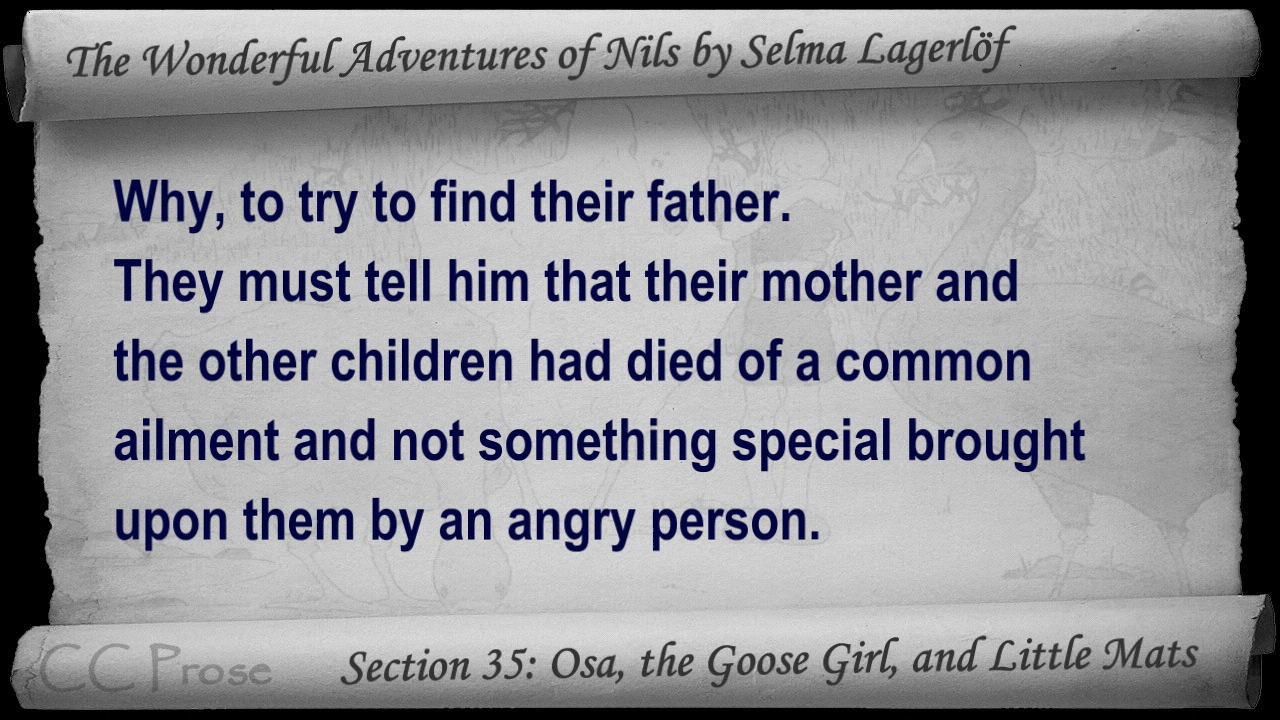 The Wonderful Adventures of Nils by Selma Lagerlöf
Why, to try to find their father.
They must tell him that their mother and
the other children had died of a common
ailment and not something special brought
upon them by an angry person.
CC Prose
Section 35: Osa, the Goose Girl, and Little Mats